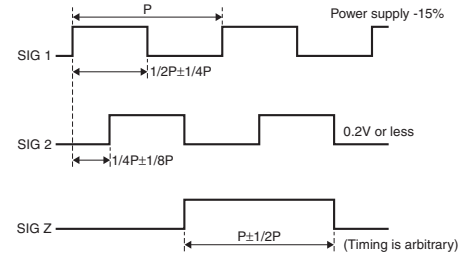 P
Power supply -15%
SIG 1
1/2P±1/4P
SIG 2
0.2V or less
1/4P±1/8P
SIG Z
P±1/2P
(Timing is arbitrary)